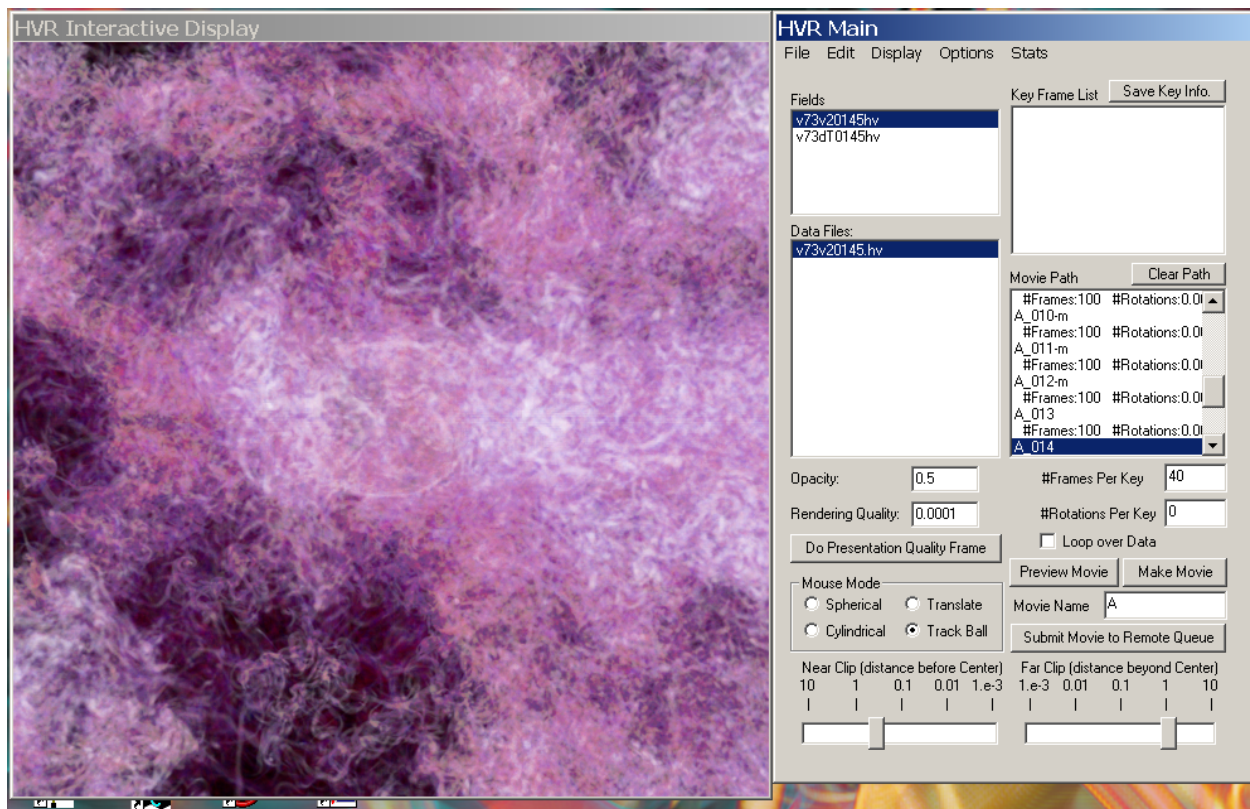 HVR Interactive Display
HVR Main
File Edit Display Options Stats
Fields
v73v20145hv
v73dT0145hv
Data Files:
v73v20145.hv
Opacity: 0.5
Rendering Quality: 0.0001
Do Presentation Quality Frame
Mouse Mode
Spherical Translate
Cylindrical Track Ball
Near Clip (distance before Center)
10 1 0.1 0.01 1.e-3
Key Frame List Save Key Info.
Movie Path Clear Path
#Frames:100 #Rotations:0.0
A_010-m
#Frames:100 #Rotations:0.0
A_011-m
#Frames:100 #Rotations:0.0
A_012-m
#Frames:100 #Rotations:0.0
A_013
#Frames:100 #Rotations:0.0
A_014
#Frames Per Key 40
#Rotations Per Key 0
Loop over Data
Preview Movie Make Movie
Movie Name A
Submit Movie to Remote Queue
Far Clip (distance beyond Center)
1.e-3 0.01 0.1 1 10